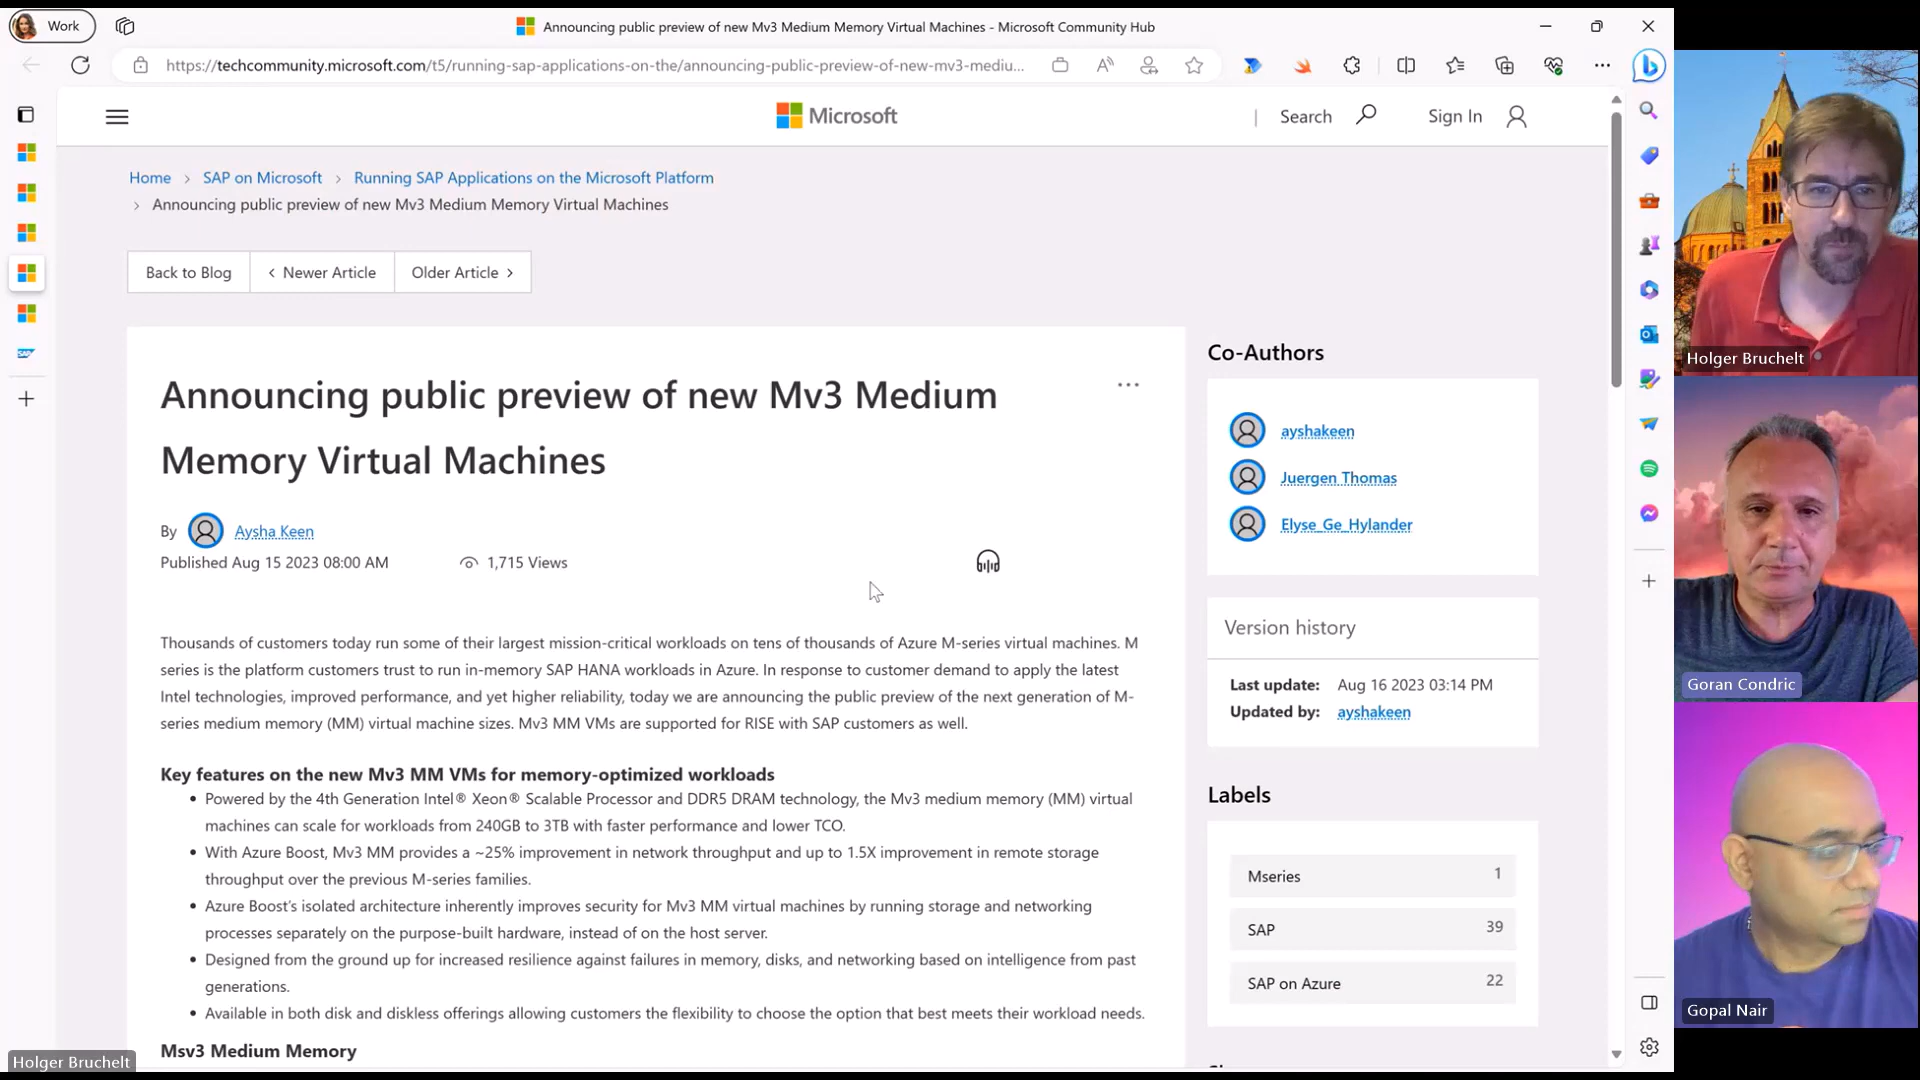 Work
Announcing public preview of new Mv3 Medium Memory Virtual Machines - Microsoft Community Hub
https://techcommunity.microsoft.com/t5/running-sap-applications-on-the/announcing-public-preview-of-new-mv3-mediu...
Microsoft
Search
Sign In
Home > SAP on Microsoft > Running SAP Applications on the Microsoft Platform
> Announcing public preview of new Mv3 Medium Memory Virtual Machines
Back to Blog
< Newer Article
Older Article >
Announcing public preview of new Mv3 Medium
Memory Virtual Machines
By Aysha Keen
Published Aug 15 2023 08:00 AM
1,715 Views
Thousands of customers today run some of their largest mission-critical workloads on tens of thousands of Azure M-series virtual machines. M
series is the platform customers trust to run in-memory SAP HANA workloads in Azure. In response to customer demand to apply the latest
Intel technologies, improved performance, and yet higher reliability, today we are announcing the public preview of the next generation of M-
series medium memory (MM) virtual machine sizes. Mv3 MM VMs are supported for RISE with SAP customers as well.
Key features on the new Mv3 MM VMs for memory-optimized workloads
• Powered by the 4th Generation Intel® Xeon® Scalable Processor and DDR5 DRAM technology, the Mv3 medium memory (MM) virtual
machines can scale for workloads from 240GB to 3TB with faster performance and lower TCO.
• With Azure Boost, Mv3 MM provides a ~25% improvement in network throughput and up to 1.5X improvement in remote storage
throughput over the previous M-series families.
• Azure Boost's isolated architecture inherently improves security for Mv3 MM virtual machines by running storage and networking
processes separately on the purpose-built hardware, instead of on the host server.
• Designed from the ground up for increased resilience against failures in memory, disks, and networking based on intelligence from past
generations.
• Available in both disk and diskless offerings allowing customers the flexibility to choose the option that best meets their workload needs.
Msv3 Medium Memory
Co-Authors
ayshakeen
Juergen Thomas
Elyse_Ge_Hylander
Version history
Last update: Aug 16 2023 03:14 PM
Updated by: ayshakeen
Labels
Mseries 1
SAP 39
SAP on Azure 22
Holger Bruchelt
Goran Condric
Gopal Nair
Holger Bruchelt